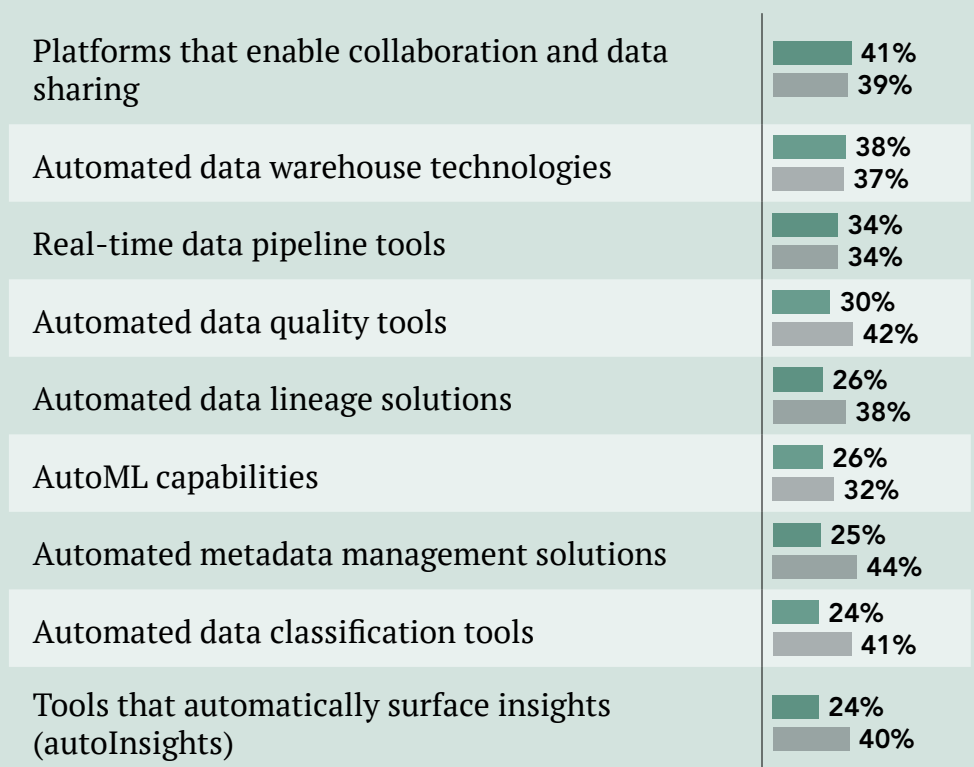 Platforms that enable collaboration and data
sharing
41%
39%
Automated data warehouse technologies
38%
37%
Real-time data pipeline tools
34%
34%
Automated data quality tools
30%
42%
Automated data lineage solutions
26%
38%
AutoML capabilities
26%
32%
Automated metadata management solutions
25%
44%
Automated data classification tools
24%
41%
Tools that automatically surface insights
(autoInsights)
24%
40%